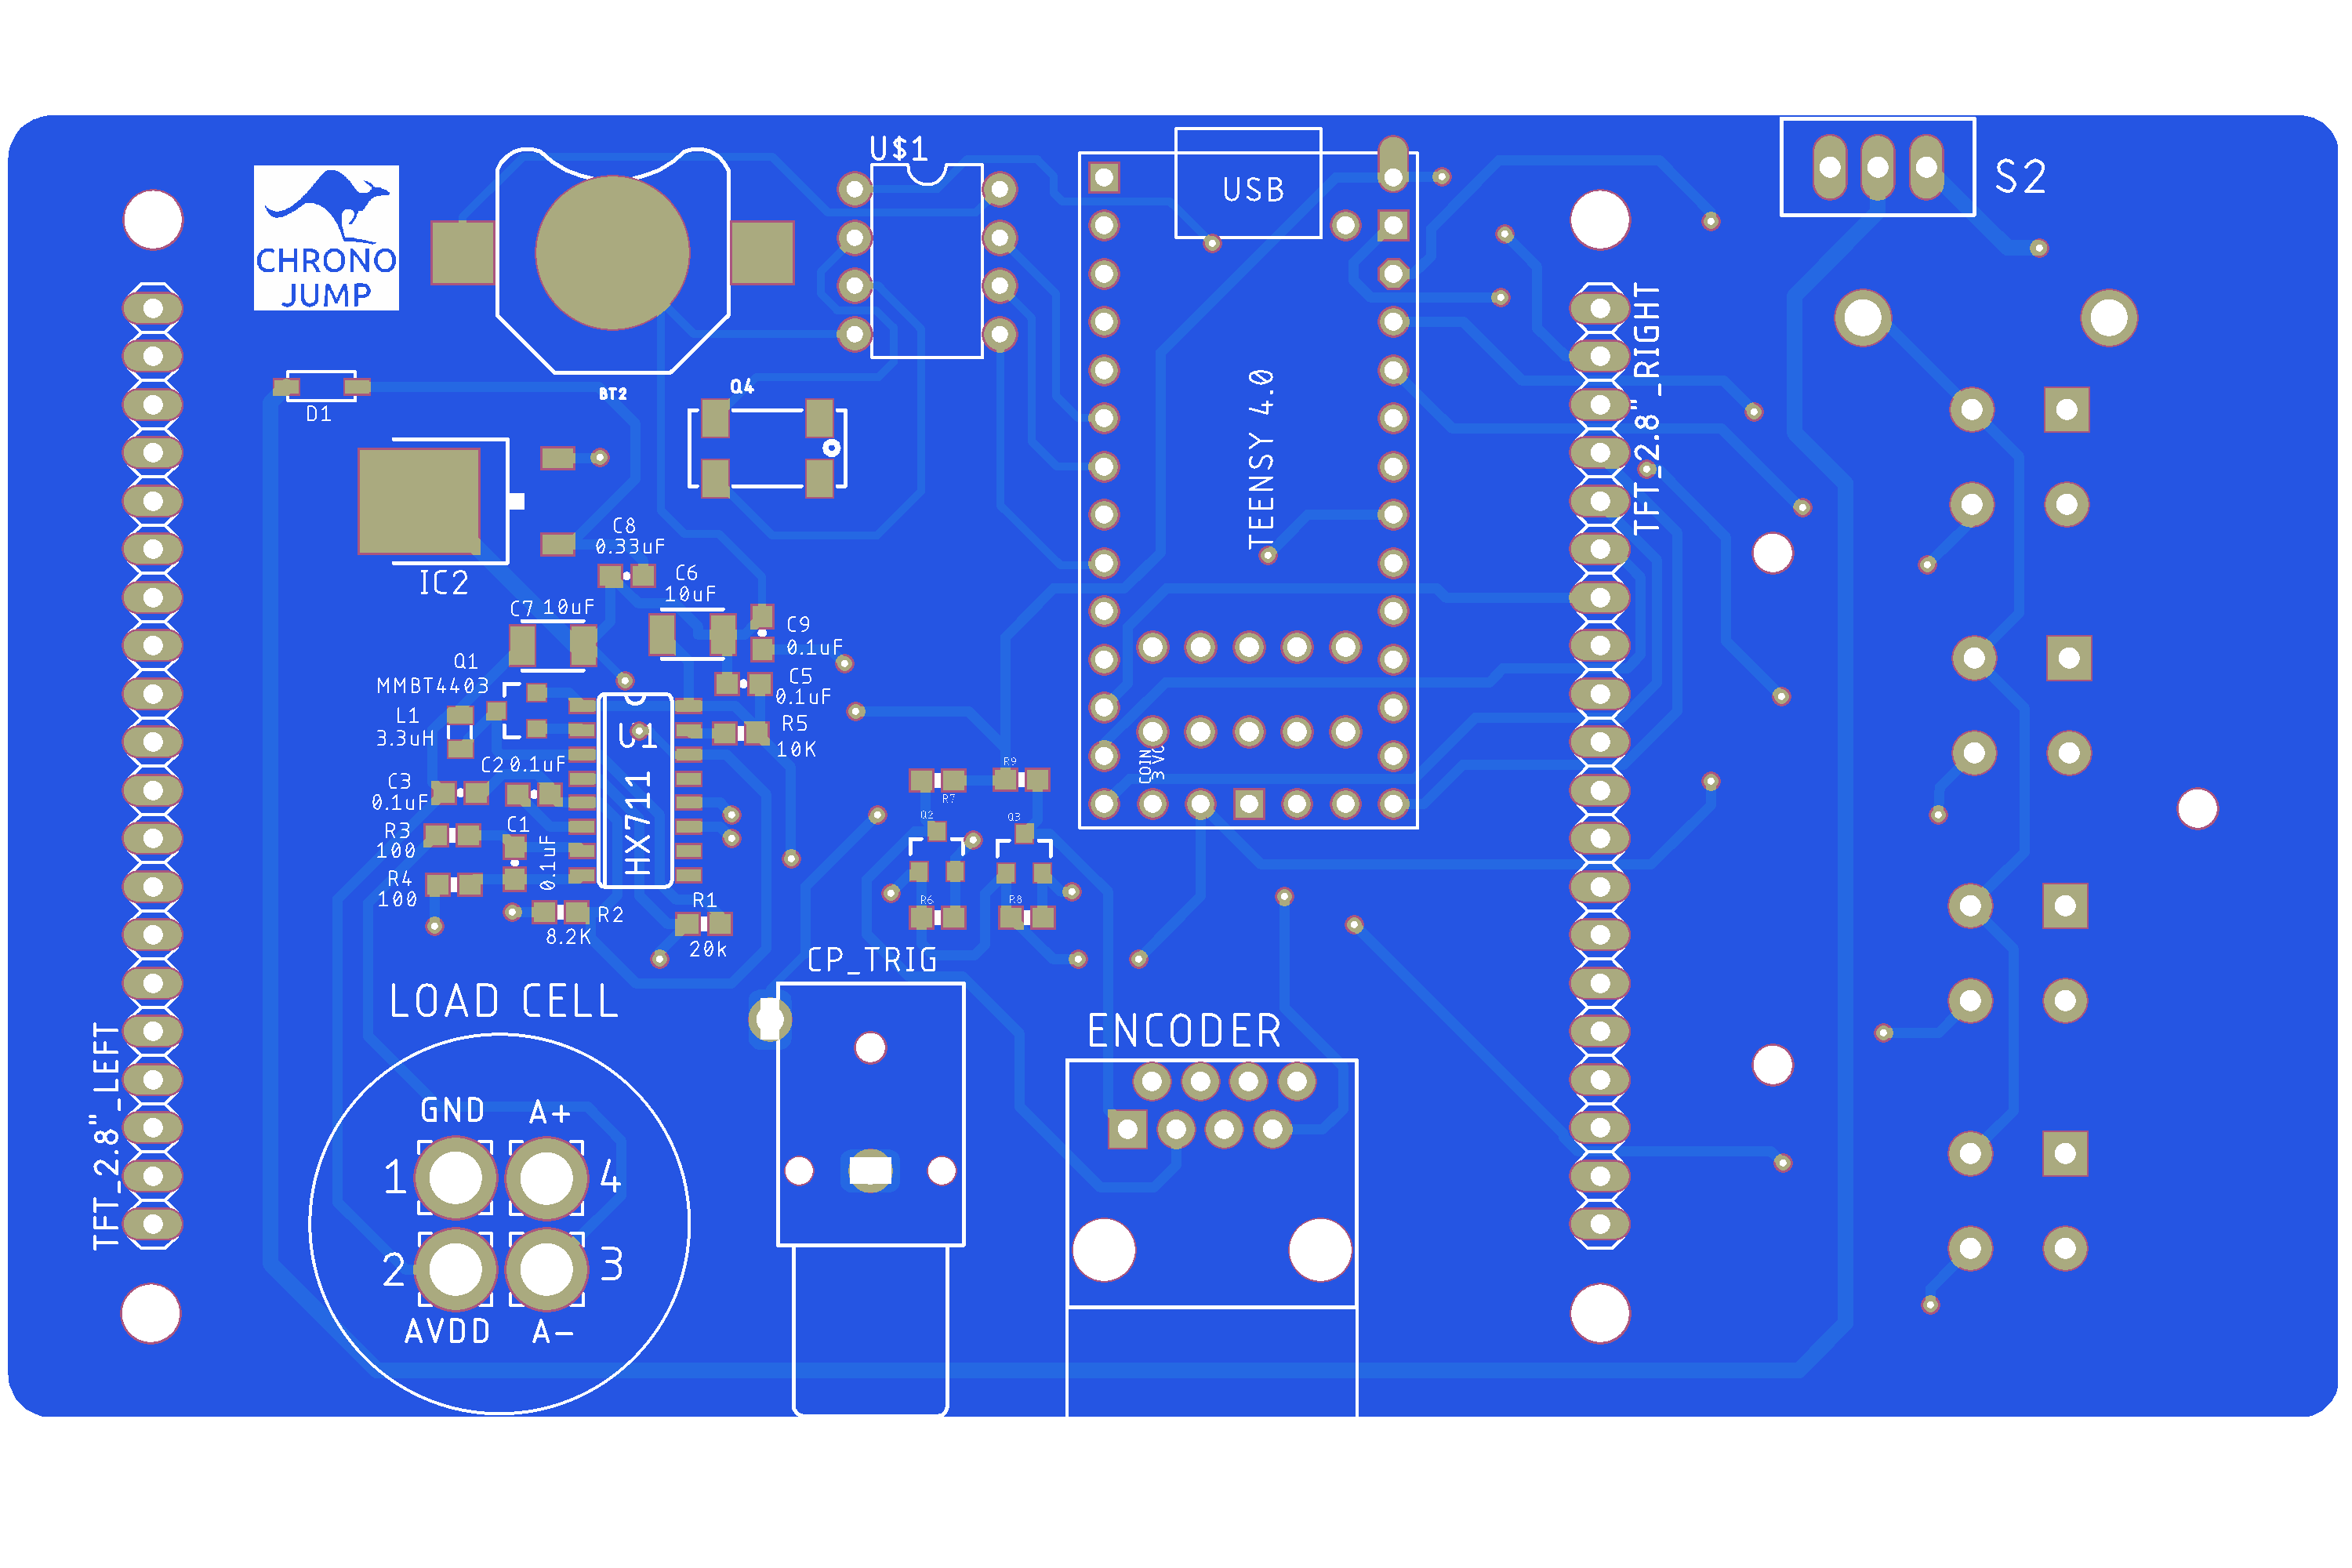 U$1
USB
S2
CHRONO
JUMP
TFT_2.8"_RIGHT
BT2
Q4
D1
TEENSY 4.0
C8
0.33uF
IC2
C6
10uF
C7 10uF
C9
0.1uF
Q1
MMBT4403
C5
0.1uF
L1
3.3uH
U1
HX711
R5
10K
C2 0.1uF
COIN
3 VC
C3
0.1uF
R9
R7
C1
0.1uF
Q2
Q3
R3
100
R4
100
R2
8.2K
R1
20k
R6
R8
CP_TRIG
LOAD CELL
ENCODER
TFT_2.8"_LEFT
GND A+
1 4
2 3
AVDD A-